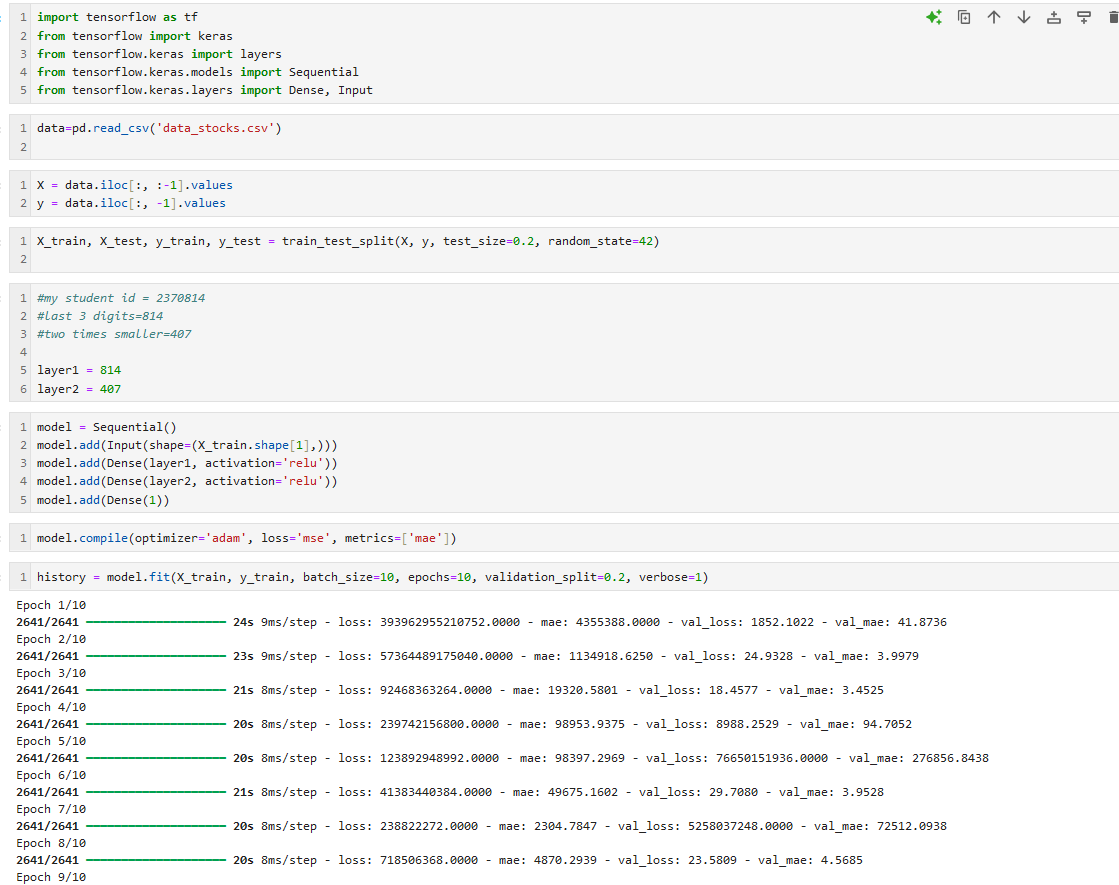 1 import tensorflow as tf
2 from tensorflow import keras
3 from tensorflow.keras import layers
4 from tensorflow.keras.models import Sequential
5 from tensorflow.keras.layers import Dense, Input
1 data=pd.read_csv('data_stocks.csv')
2
1 X = data.iloc[:, :-1].values
2 y = data.iloc[:, -1].values
1 X_train, X_test, y_train, y_test = train_test_split(X, y, test_size=0.2, random_state=42)
2
1 #my student id = 2370814
2 #last 3 digits=814
3 #two times smaller=407
4
5 layer1 = 814
6 layer2 = 407
1 model = Sequential()
2 model.add(Input(shape=(X_train.shape[1],)))
3 model.add(Dense(layer1, activation='relu'))
4 model.add(Dense(layer2, activation='relu'))
5 model.add(Dense(1))
1 model.compile(optimizer='adam', loss='mse', metrics=['mae'])
1 history = model.fit(X_train, y_train, batch_size=10, epochs=10, validation_split=0.2, verbose=1)
Epoch 1/10
2641/2641 24s 9ms/step - loss: 393962955210752.0000 - mae: 4355388.0000 - val_loss: 1852.1022 - val_mae: 41.8736
Epoch 2/10
2641/2641 23s 9ms/step - loss: 57364489175040.0000 - mae: 1134918.6250 - val_loss: 24.9328 - val_mae: 3.9979
Epoch 3/10
2641/2641 21s 8ms/step - loss: 92468363264.0000 - mae: 19320.5801 - val_loss: 18.4577 - val_mae: 3.4525
Epoch 4/10
2641/2641 20s 8ms/step - loss: 239742156800.0000 - mae: 98953.9375 - val_loss: 8988.2529 - val_mae: 94.7052
Epoch 5/10
2641/2641 20s 8ms/step - loss: 123892948992.0000 - mae: 98397.2969 - val_loss: 76650151936.0000 - val_mae: 276856.8438
Epoch 6/10
2641/2641 21s 8ms/step - loss: 41383440384.0000 - mae: 49675.1602 - val_loss: 29.7080 - val_mae: 3.9528
Epoch 7/10
2641/2641 20s 8ms/step - loss: 238822272.0000 - mae: 2304.7847 - val_loss: 5258037248.0000 - val_mae: 72512.0938
Epoch 8/10
2641/2641 20s 8ms/step - loss: 718506368.0000 - mae: 4870.2939 - val_loss: 23.5809 - val_mae: 4.5685
Epoch 9/10